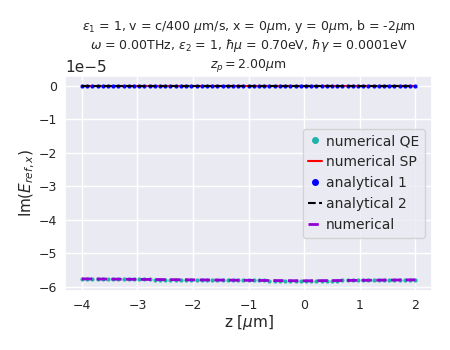 ε₁ = 1, v = c/400 μm/s, x = 0μm, y = 0μm, b = -2μm
ω = 0.00THz, ε₂ = 1, ħμ = 0.70eV, ħγ = 0.0001eV
z_p = 2.00μm
1e−5
0
−1
−2
−3
−4
−5
−6
Im(E_{ref,x})
numerical QE
numerical SP
analytical 1
analytical 2
numerical
−4 −3 −2 −1 0 1 2
z [μm]